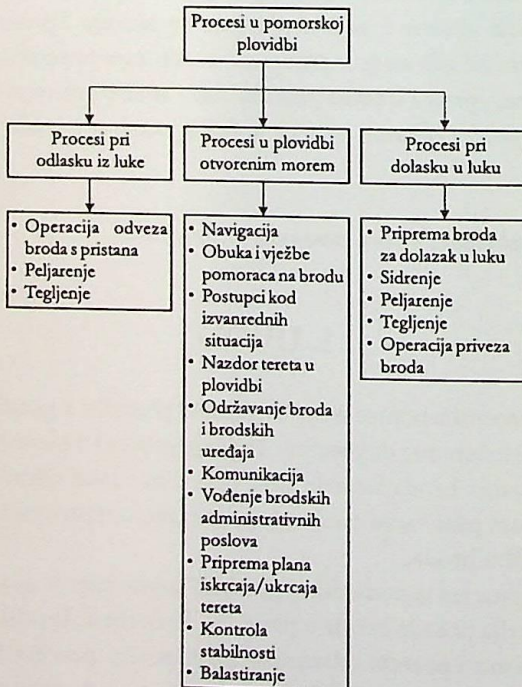 Procesi u pomorskoj
plovidbi
Procesi pri
odlasku iz luke
Procesi u plovidbi
otvorenim morem
Procesi pri
dolasku u luku
• Operacija odveza
broda s pristana
• Peljarenje
• Tegljenje
• Navigacija
• Obuka i vježbe
pomoraca na brodu
• Postupci kod
izvanrednih
situacija
• Nazdor tereta u
plovidbi
• Održavanje broda
i brodskih
uređaja
• Komunikacija
• Vođenje brodskih
administrativnih
poslova
• Priprema plana
iskrcaja/ukrcaja
tereta
• Kontrola
stabilnosti
• Balastiranje
• Priprema broda
za dolazak u luku
• Sidrenje
• Peljarenje
• Tegljenje
• Operacija priveza
broda